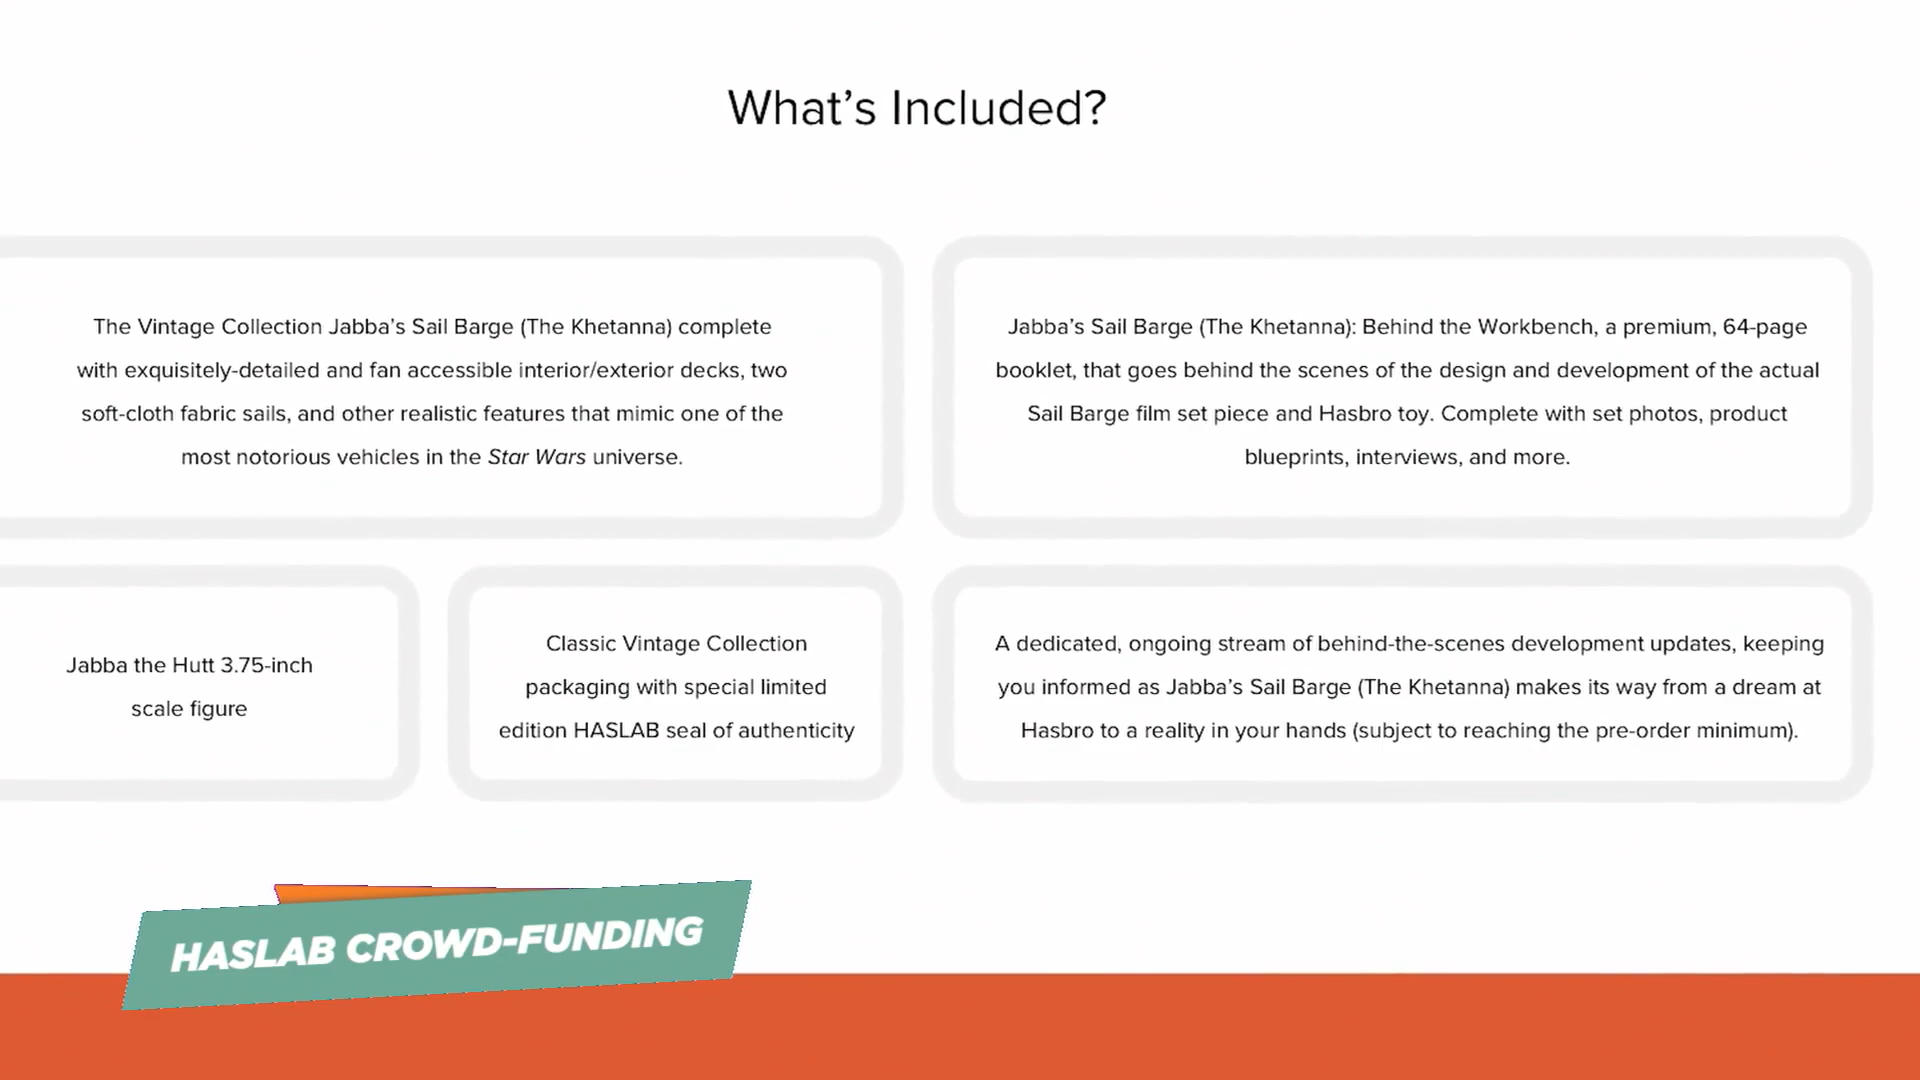 What’s Included?
The Vintage Collection Jabba’s Sail Barge (The Khetanna) complete
with exquisitely-detailed and fan accessible interior/exterior decks, two
soft-cloth fabric sails, and other realistic features that mimic one of the
most notorious vehicles in the Star Wars universe.
Jabba’s Sail Barge (The Khetanna): Behind the Workbench, a premium, 64-page
booklet, that goes behind the scenes of the design and development of the actual
Sail Barge film set piece and Hasbro toy. Complete with set photos, product
blueprints, interviews, and more.
Jabba the Hutt 3.75-inch
scale figure
Classic Vintage Collection
packaging with special limited
edition HASLAB seal of authenticity
A dedicated, ongoing stream of behind-the-scenes development updates, keeping
you informed as Jabba’s Sail Barge (The Khetanna) makes its way from a dream at
Hasbro to a reality in your hands (subject to reaching the pre-order minimum).
HASLAB CROWD-FUNDING